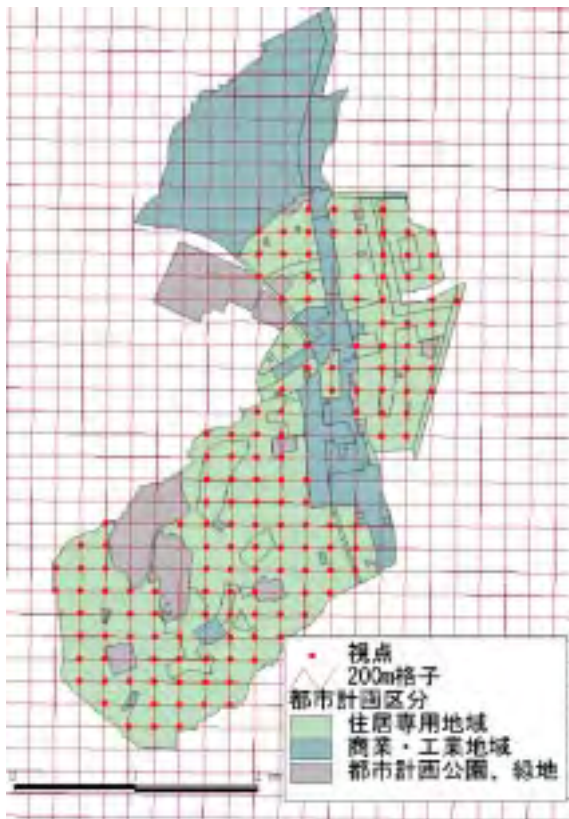 視点
200m格子
都市計画区分
住居専用地域
商業・工業地域
都市計画公園、緑地